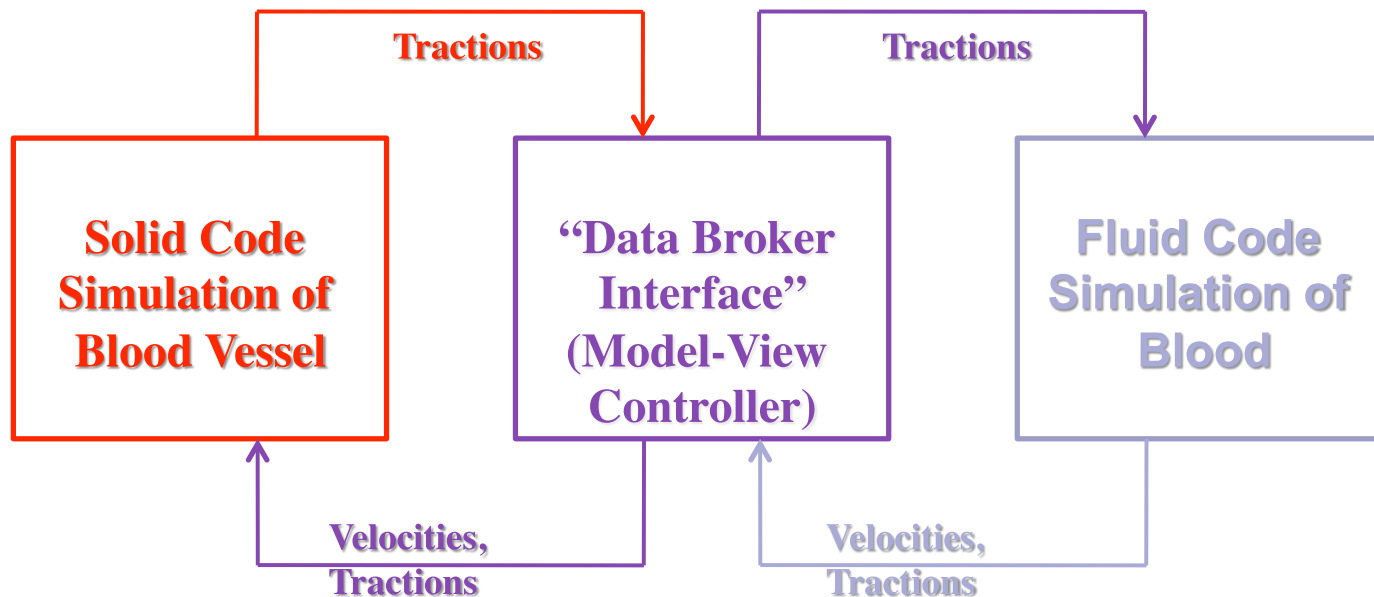 Tractions
Tractions
Solid Code
Simulation of
Blood Vessel
“Data Broker
Interface”
(Model-View
Controller)
Fluid Code
Simulation of
Blood
Velocities,
Tractions
Velocities,
Tractions